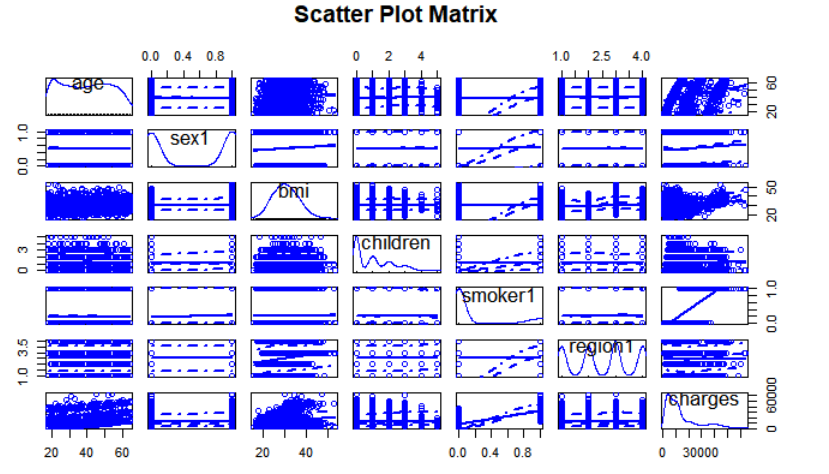 Scatter Plot Matrix
0.0 0.4 0.8
0 2 4
1.0 2.5 4.0
age
20 60
0.0 1.0
sex1
bmi
20 50
0 3
children
smoker1
0.0 1.0
1.0 3.5
region1
charges
0 60000
20 40 60
20 40
0.0 0.4 0.8
0 30000